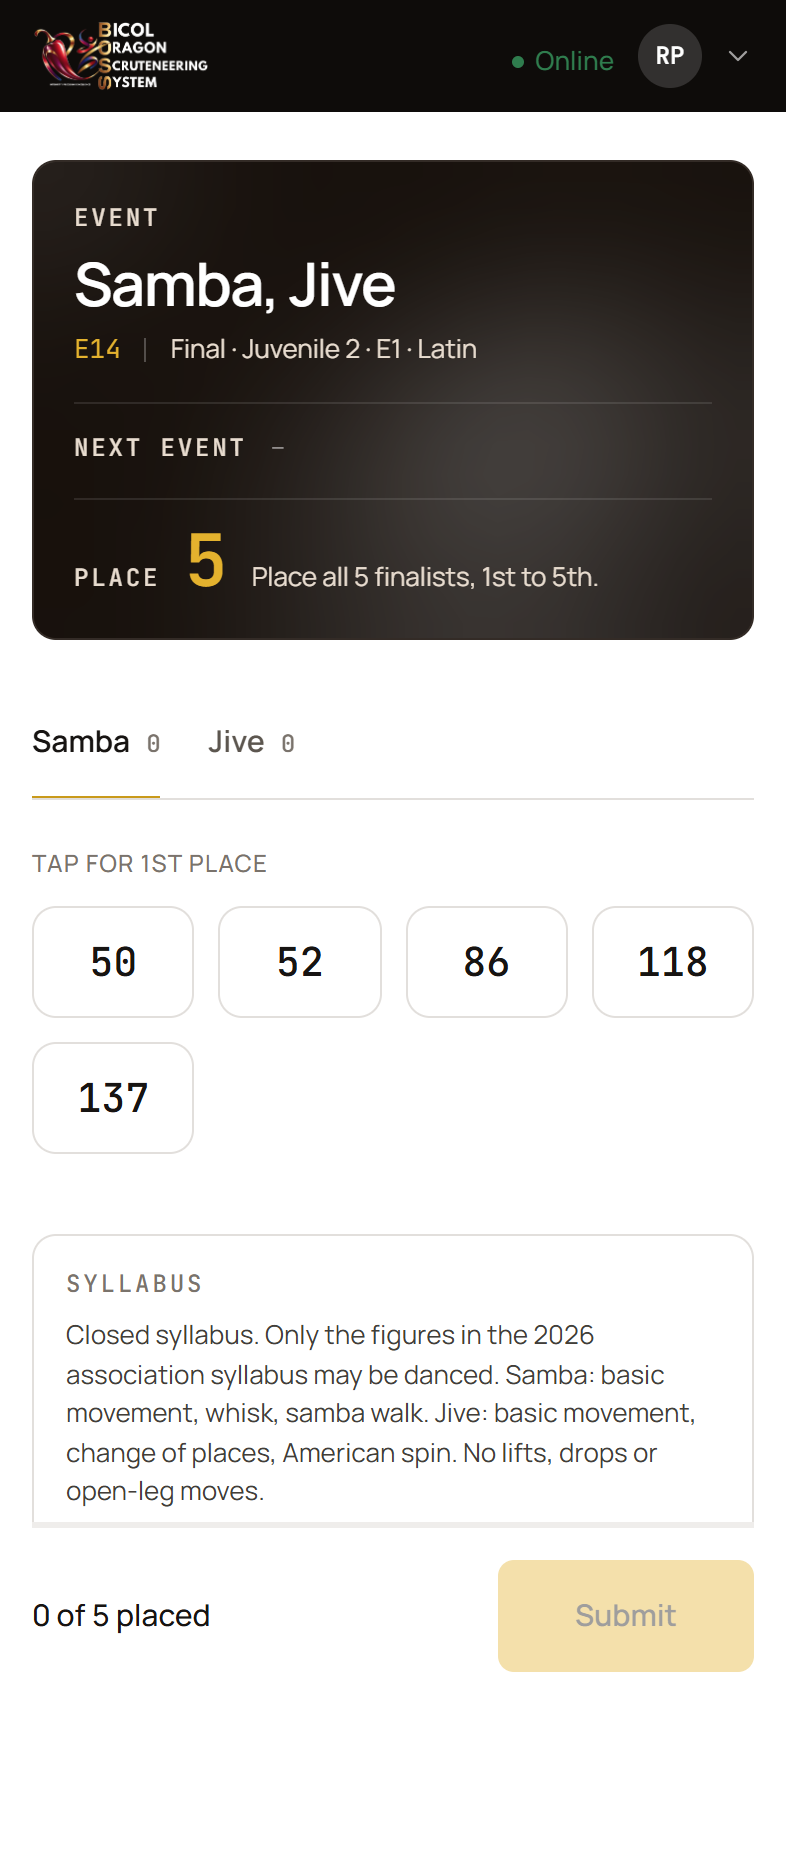 BICOL
DRAGON
SCRUTENEERING
SYSTEM
Online
RP
EVENT
Samba, Jive
E14 | Final · Juvenile 2 · E1 · Latin
NEXT EVENT –
PLACE 5 Place all 5 finalists, 1st to 5th.
Samba 0 Jive 0
TAP FOR 1ST PLACE
50 52 86 118
137
SYLLABUS
Closed syllabus. Only the figures in the 2026
association syllabus may be danced. Samba: basic
movement, whisk, samba walk. Jive: basic movement,
change of places, American spin. No lifts, drops or
open-leg moves.
0 of 5 placed
Submit